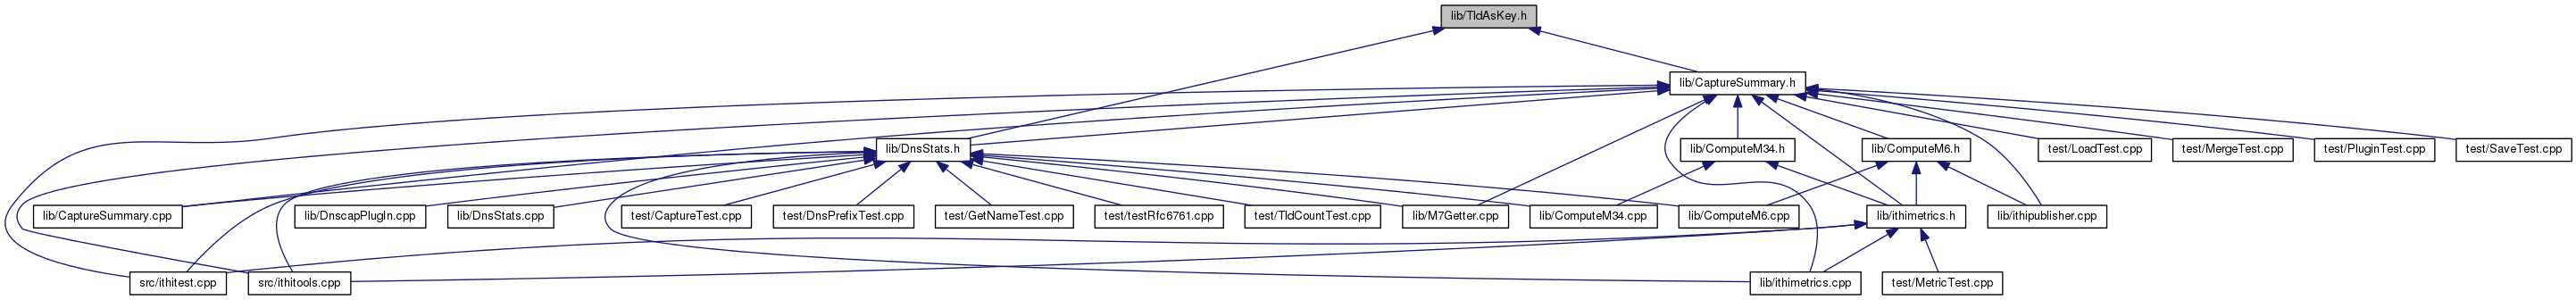 lib/TldAsKey.h
lib/CaptureSummary.h
lib/DnsStats.h
lib/ComputeM34.h
lib/ComputeM6.h
test/LoadTest.cpp
test/MergeTest.cpp
test/PluginTest.cpp
test/SaveTest.cpp
lib/CaptureSummary.cpp
lib/DnscapPlugIn.cpp
lib/DnsStats.cpp
test/CaptureTest.cpp
test/DnsPrefixTest.cpp
test/GetNameTest.cpp
test/testRfc6761.cpp
test/TldCountTest.cpp
lib/M7Getter.cpp
lib/ComputeM34.cpp
lib/ComputeM6.cpp
lib/ithimetrics.h
lib/ithipublisher.cpp
src/ithitest.cpp
src/ithitools.cpp
lib/ithimetrics.cpp
test/MetricTest.cpp